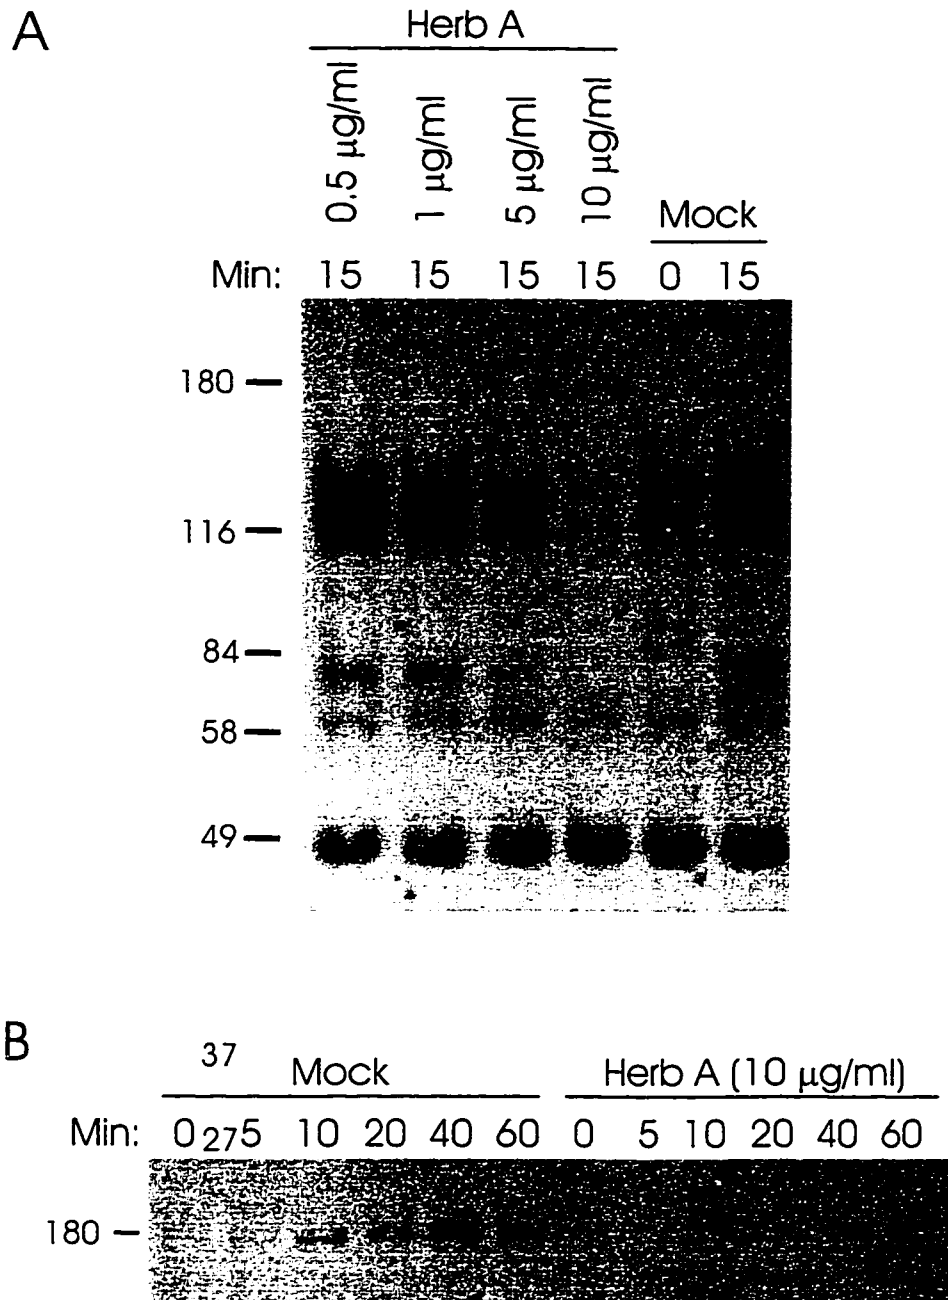 A
Herb A
0.5 µg/ml 1 µg/ml 5 µg/ml 10 µg/ml
Mock
Min: 15 15 15 15 0 15
180
116
84
58
49
B
37
Mock Herb A (10 µg/ml)
Min: 0 27 5 10 20 40 60 0 5 10 20 40 60
180